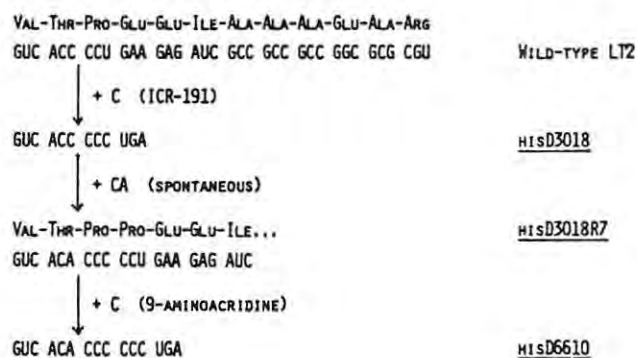 VAL-THR-PRO-GLU-GLU-ILE-ALA-ALA-ALA-GLU-ALA-ARG
GUC ACC CCU GAA GAG AUC GCC GCC GCC GGC GCG CGU WILD-TYPE LT2
+ C (ICR-191)
GUC ACC CCC UGA HISD3018
+ CA (SPONTANEOUS)
VAL-THR-PRO-PRO-GLU-GLU-ILE... HISD3018R7
GUC ACA CCC CCU GAA GAG AUC
+ C (9-AMINOACRIDINE)
GUC ACA CCC CCC UGA HISD6610